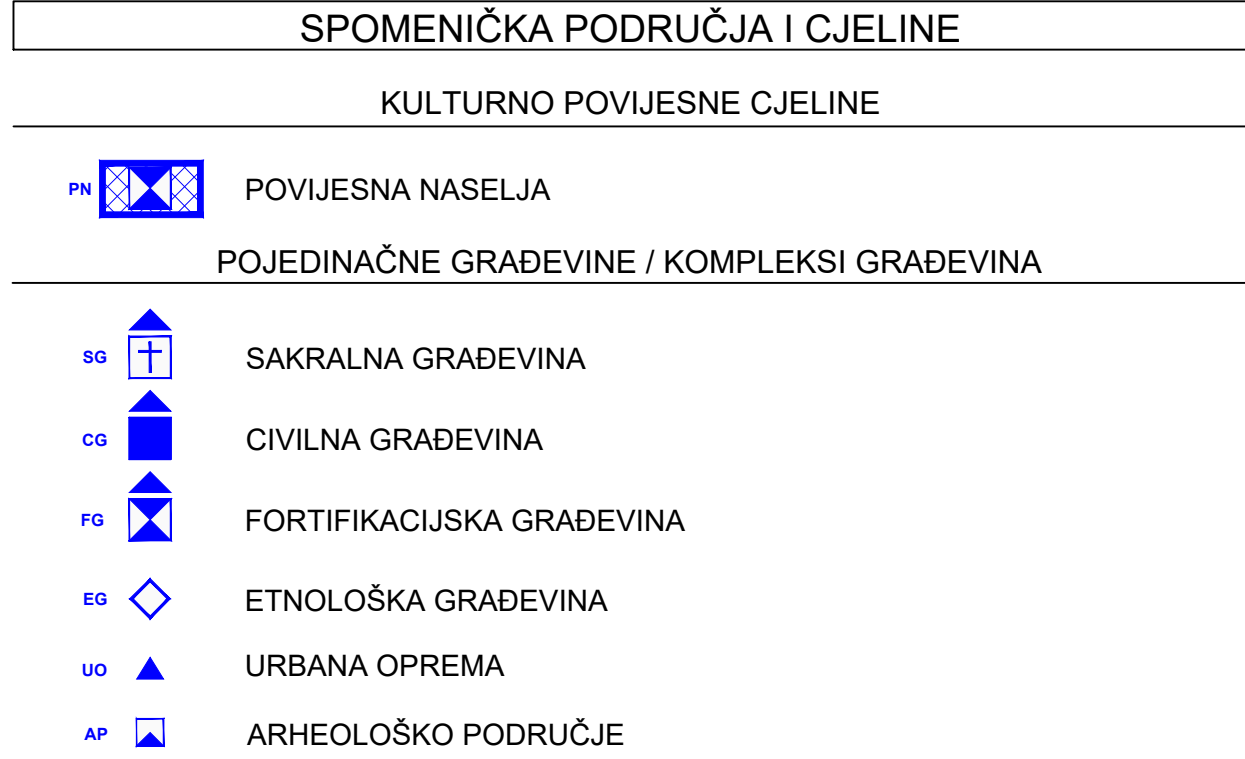 SPOMENIČKA PODRUČJA I CJELINE
KULTURNO POVIJESNE CJELINE
PN POVIJESNA NASELJA
POJEDINAČNE GRAĐEVINE / KOMPLEKSI GRAĐEVINA
SG SAKRALNA GRAĐEVINA
CG CIVILNA GRAĐEVINA
FG FORTIFIKACIJSKA GRAĐEVINA
EG ETNOLOŠKA GRAĐEVINA
UO URBANA OPREMA
AP ARHEOLOŠKO PODRUČJE